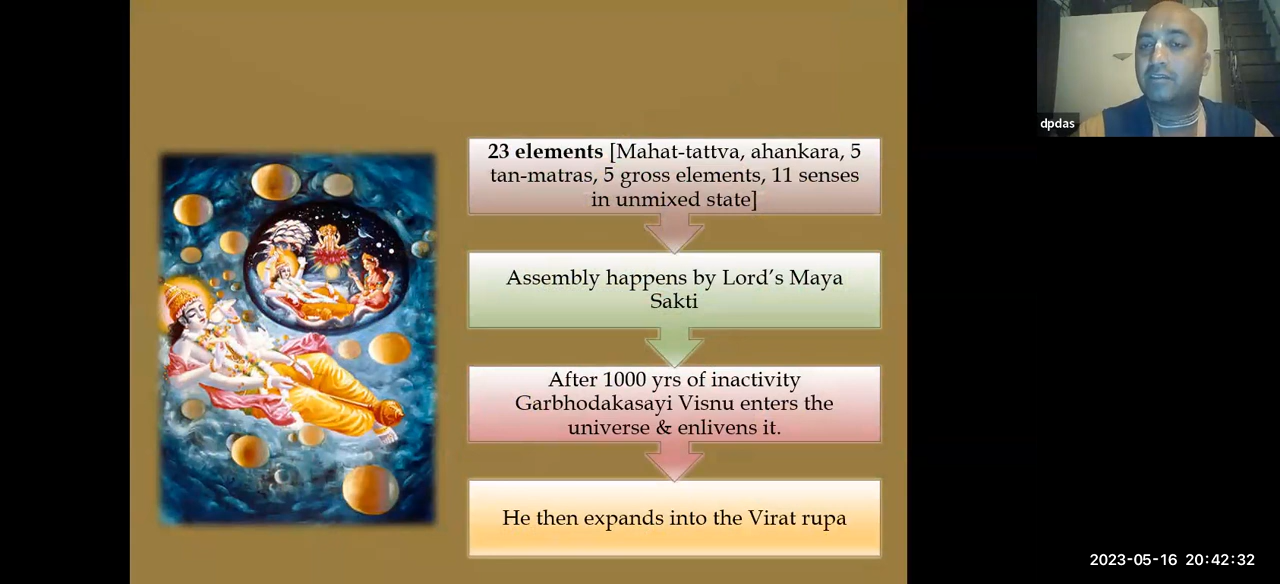 dpdas
23 elements [Mahat-tattva, ahankara, 5
tan-matras, 5 gross elements, 11 senses
in unmixed state]
Assembly happens by Lord’s Maya
Sakti
After 1000 yrs of inactivity
Garbhodakasayi Visnu enters the
universe & enlivens it.
He then expands into the Virat rupa
2023-05-16 20:42:32